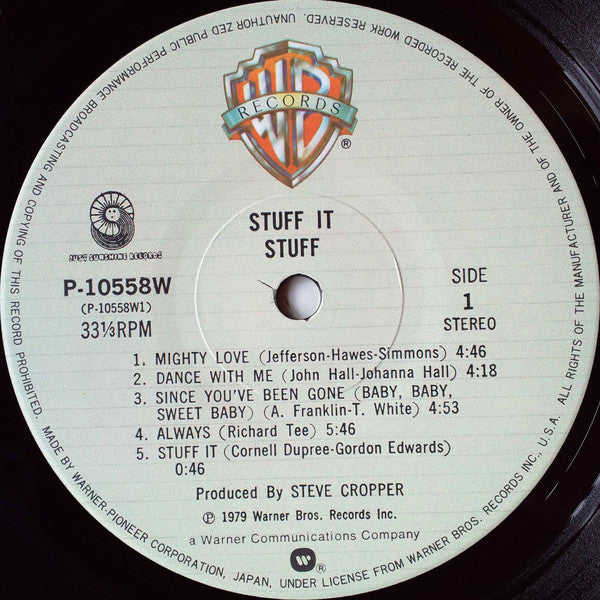 UNAUTHORIZED PUBLIC PERFORMANCE BROADCASTING AND COPYING OF THIS RECORD PROHIBITED.
ALL RIGHTS OF THE MANUFACTURER AND OF THE OWNER OF THE RECORDED WORK RESERVED.
WB
RECORDS
®
STUFF IT
STUFF
JUST SUNSHINE RECORDS
P-10558W
(P-10558W1)
33⅓RPM
SIDE
1
STEREO
1. MIGHTY LOVE (Jefferson-Hawes-Simmons) 4:46
2. DANCE WITH ME (John Hall-Johanna Hall) 4:18
3. SINCE YOU'VE BEEN GONE (BABY, BABY,
SWEET BABY) (A. Franklin-T. White) 4:53
4. ALWAYS (Richard Tee) 5:46
5. STUFF IT (Cornell Dupree-Gordon Edwards)
0:46
Produced By STEVE CROPPER
℗ 1979 Warner Bros. Records Inc.
a Warner Communications Company
®
MADE BY WARNER-PIONEER CORPORATION, JAPAN, UNDER LICENSE FROM WARNER BROS. RECORDS INC., U.S.A.